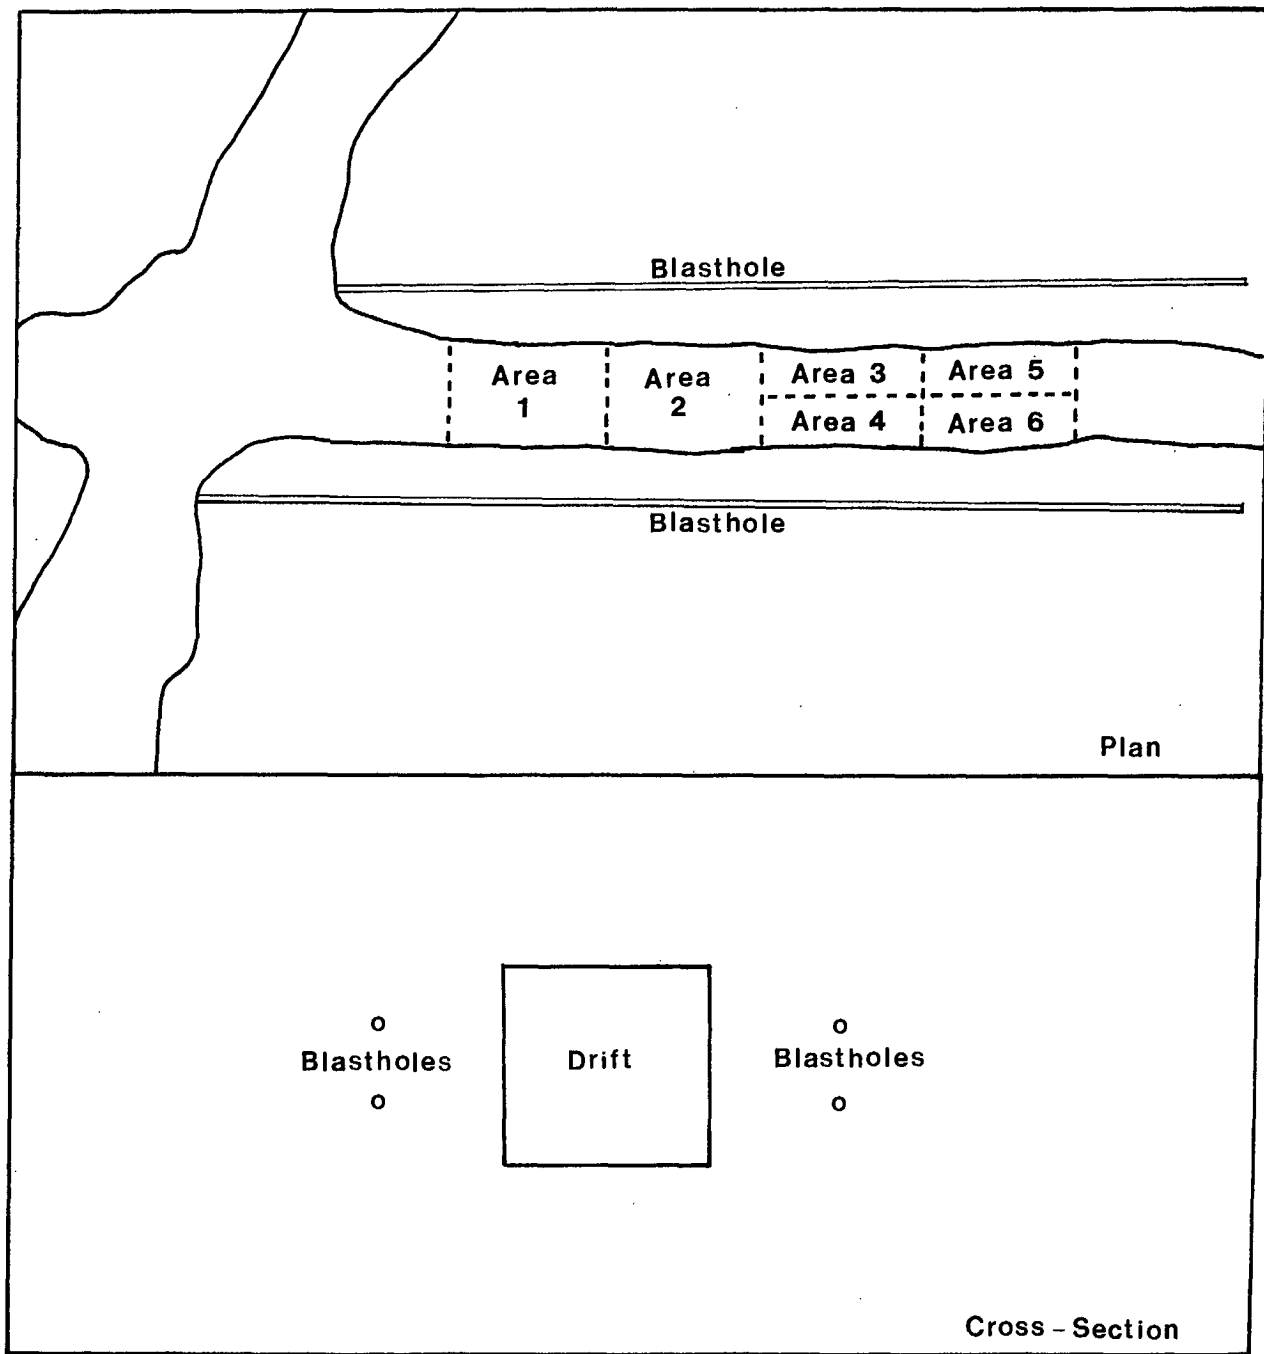 Blasthole
Area
1
Area
2
Area 3
Area 5
Area 4
Area 6
Blasthole
Plan
Blastholes
Drift
Blastholes
Cross - Section